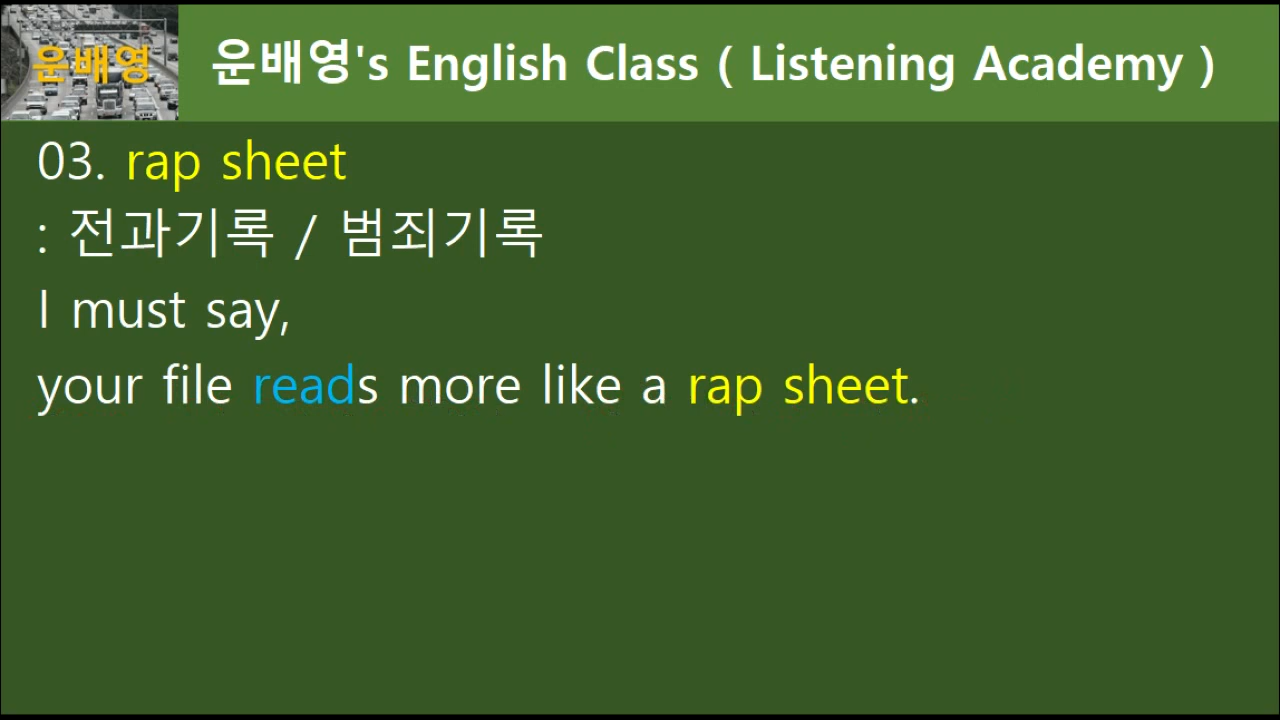 운배영
운배영's English Class ( Listening Academy )
03. rap sheet
: 전과기록 / 범죄기록
I must say,
your file reads more like a rap sheet.